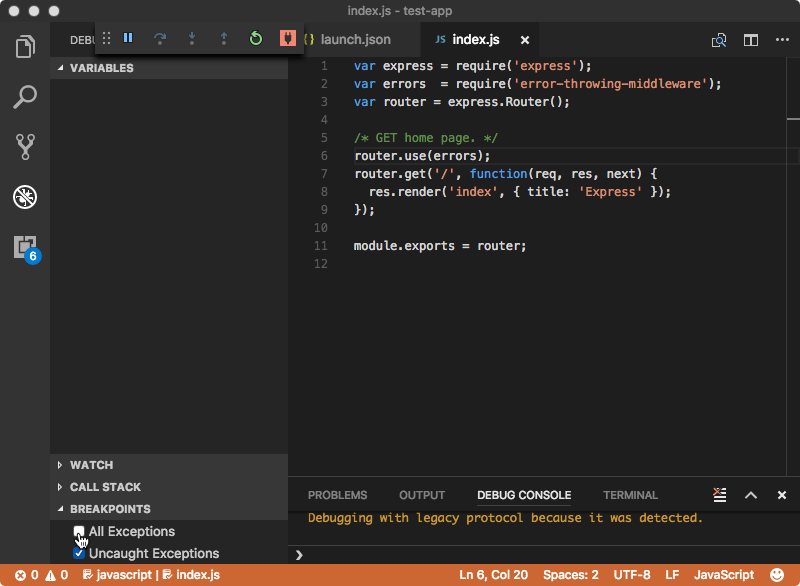 index.js - test-app
DEBU
launch.json
JS index.js
VARIABLES
1 var express = require('express');
2 var errors  = require('error-throwing-middleware');
3 var router = express.Router();
4
5 /* GET home page. */
6 router.use(errors);
7 router.get('/', function(req, res, next) {
8   res.render('index', { title: 'Express' });
9 });
10
11 module.exports = router;
12
6
WATCH
CALL STACK
BREAKPOINTS
All Exceptions
Uncaught Exceptions
PROBLEMS OUTPUT DEBUG CONSOLE TERMINAL
Debugging with legacy protocol because it was detected.
0 0 javascript | index.js Ln 6, Col 20 Spaces: 2 UTF-8 LF JavaScript